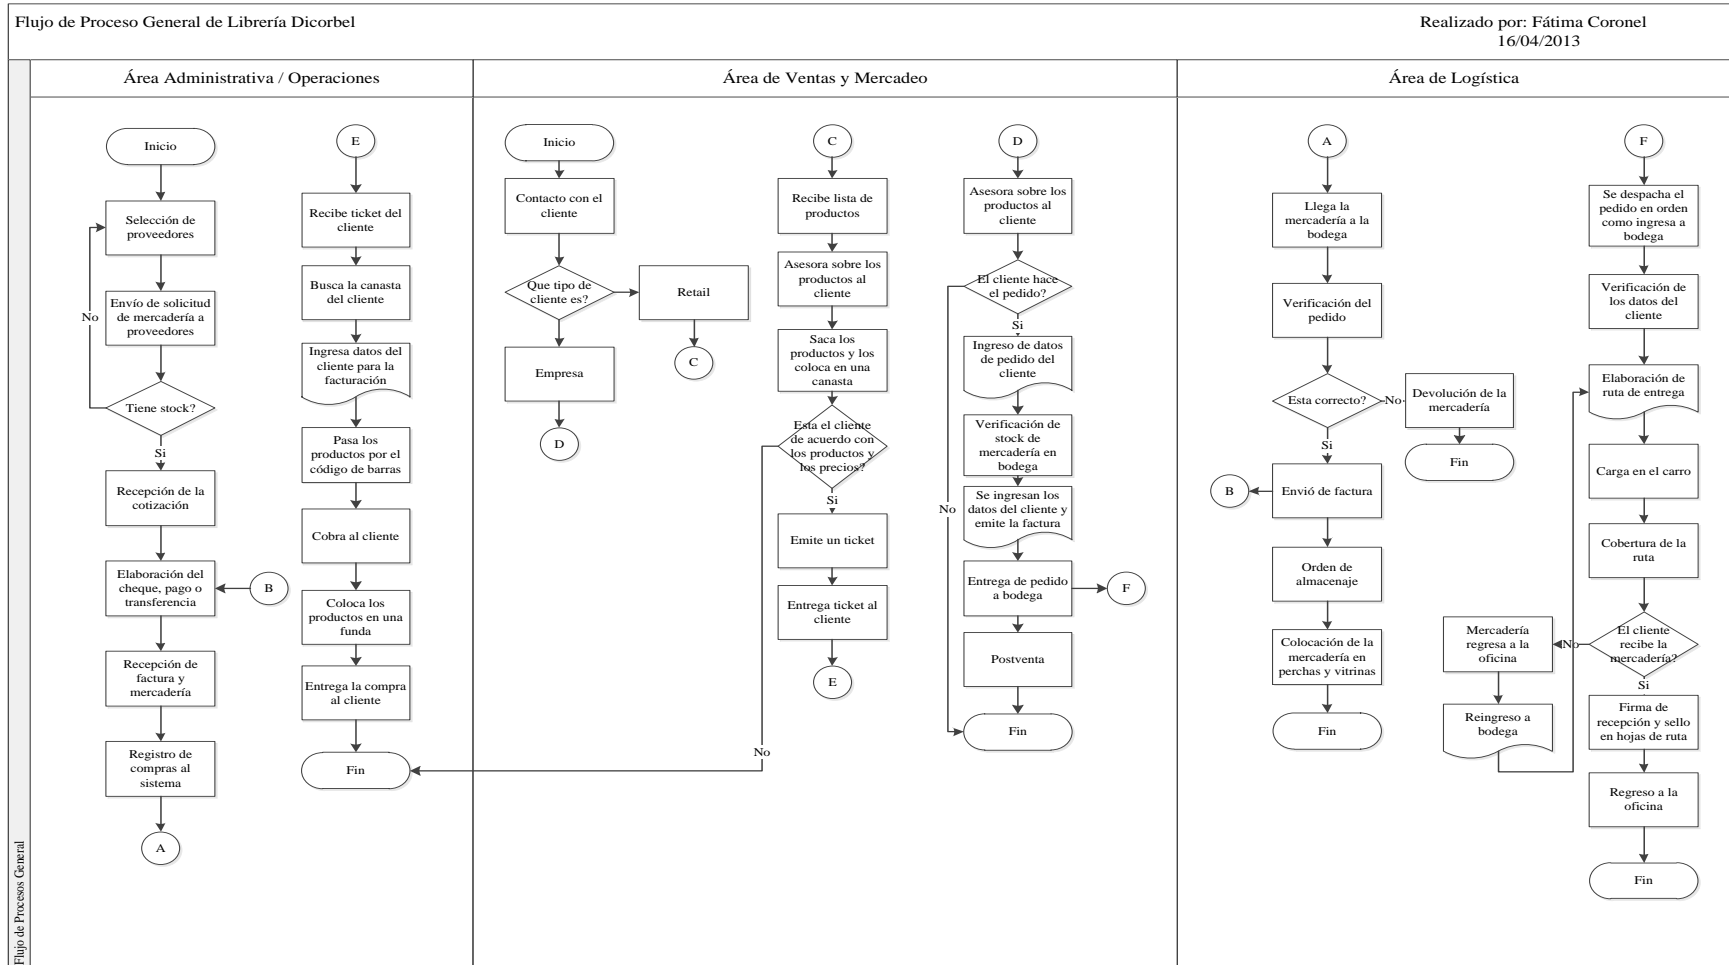 Flujo de Proceso General de Librería Dicorbel
Realizado por: Fátima Coronel
16/04/2013
Flujo de Procesos General
Área Administrativa / Operaciones
Inicio
Selección de
proveedores
Envío de solicitud
de mercadería a
proveedores
No
Tiene stock?
Si
Recepción de la
cotización
Elaboración del
cheque, pago o
transferencia
B
Recepción de
factura y
mercadería
Registro de
compras al
sistema
A
E
Recibe ticket del
cliente
Busca la canasta
del cliente
Ingresa datos del
cliente para la
facturación
Pasa los
productos por el
código de barras
Cobra al cliente
Coloca los
productos en una
funda
Entrega la compra
al cliente
Fin
Área de Ventas y Mercadeo
Inicio
Contacto con el
cliente
Que tipo de
cliente es?
Retail
C
Empresa
D
C
Recibe lista de
productos
Asesora sobre los
productos al
cliente
Saca los
productos y los
coloca en una
canasta
Esta el cliente
de acuerdo con
los productos y
los precios?
Si
No
Emite un ticket
Entrega ticket al
cliente
E
D
Asesora sobre los
productos al
cliente
El cliente hace
el pedido?
Si
No
Ingreso de datos
de pedido del
cliente
Verificación de
stock de
mercadería en
bodega
Se ingresan los
datos del cliente y
emite la factura
Entrega de pedido
a bodega
F
Postventa
Fin
Área de Logística
A
Llega la
mercadería a la
bodega
Verificación del
pedido
Esta correcto?
No
Devolución de la
mercadería
Fin
Si
Envió de factura
B
Orden de
almacenaje
Colocación de la
mercadería en
perchas y vitrinas
Fin
F
Se despacha el
pedido en orden
como ingresa a
bodega
Verificación de
los datos del
cliente
Elaboración de
ruta de entrega
Carga en el carro
Cobertura de la
ruta
El cliente
recibe la
mercadería?
No
Mercadería
regresa a la
oficina
Reingreso a
bodega
Si
Firma de
recepción y sello
en hojas de ruta
Regreso a la
oficina
Fin